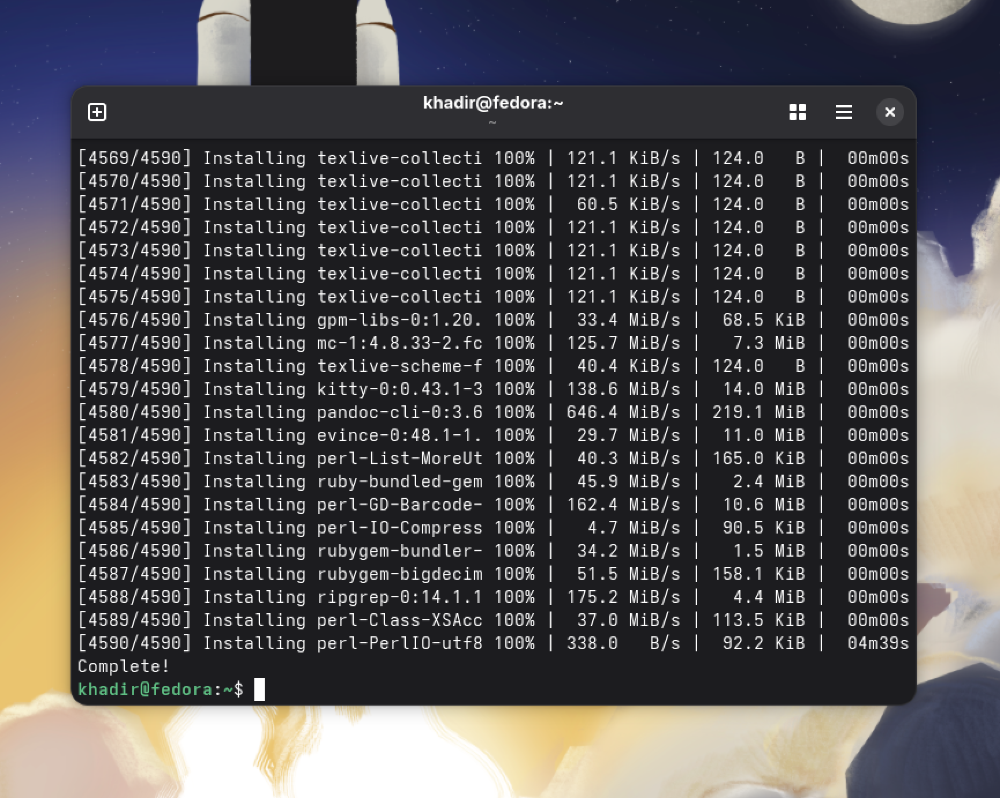 khadir@fedora:~
~
[4569/4590] Installing texlive-collecti 100% | 121.1 KiB/s | 124.0   B |  00m00s
[4570/4590] Installing texlive-collecti 100% | 121.1 KiB/s | 124.0   B |  00m00s
[4571/4590] Installing texlive-collecti 100% |  60.5 KiB/s | 124.0   B |  00m00s
[4572/4590] Installing texlive-collecti 100% | 121.1 KiB/s | 124.0   B |  00m00s
[4573/4590] Installing texlive-collecti 100% | 121.1 KiB/s | 124.0   B |  00m00s
[4574/4590] Installing texlive-collecti 100% | 121.1 KiB/s | 124.0   B |  00m00s
[4575/4590] Installing texlive-collecti 100% | 121.1 KiB/s | 124.0   B |  00m00s
[4576/4590] Installing gpm-libs-0:1.20. 100% |  33.4 MiB/s |  68.5 KiB |  00m00s
[4577/4590] Installing mc-1:4.8.33-2.fc 100% | 125.7 MiB/s |   7.3 MiB |  00m00s
[4578/4590] Installing texlive-scheme-f 100% |  40.4 KiB/s | 124.0   B |  00m00s
[4579/4590] Installing kitty-0:0.43.1-3 100% | 138.6 MiB/s |  14.0 MiB |  00m00s
[4580/4590] Installing pandoc-cli-0:3.6 100% | 646.4 MiB/s | 219.1 MiB |  00m00s
[4581/4590] Installing evince-0:48.1-1. 100% |  29.7 MiB/s |  11.0 MiB |  00m00s
[4582/4590] Installing perl-List-MoreUt 100% |  40.3 MiB/s | 165.0 KiB |  00m00s
[4583/4590] Installing ruby-bundled-gem 100% |  45.9 MiB/s |   2.4 MiB |  00m00s
[4584/4590] Installing perl-GD-Barcode- 100% | 162.4 MiB/s |  10.6 MiB |  00m00s
[4585/4590] Installing perl-IO-Compress 100% |   4.7 MiB/s |  90.5 KiB |  00m00s
[4586/4590] Installing rubygem-bundler- 100% |  34.2 MiB/s |   1.5 MiB |  00m00s
[4587/4590] Installing rubygem-bigdecim 100% |  51.5 MiB/s | 158.1 KiB |  00m00s
[4588/4590] Installing ripgrep-0:14.1.1 100% | 175.2 MiB/s |   4.4 MiB |  00m00s
[4589/4590] Installing perl-Class-XSAcc 100% |  37.0 MiB/s | 113.5 KiB |  00m00s
[4590/4590] Installing perl-PerlIO-utf8 100% | 338.0   B/s |  92.2 KiB |  04m39s
Complete!
khadir@fedora:~$